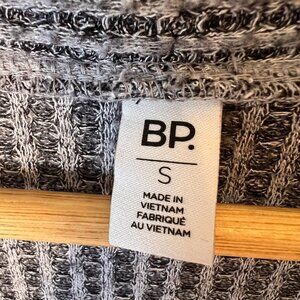 BP.
S
MADE IN
VIETNAM
FABRIQUÉ
AU VIETNAM